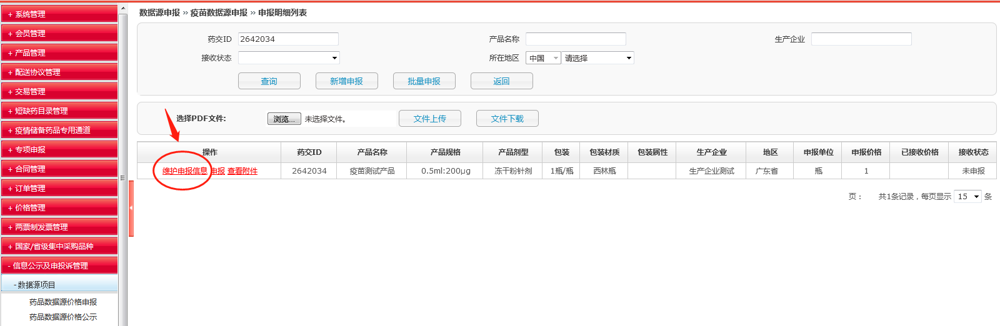 + 系统管理
+ 会员管理
+ 产品管理
+ 配送协议管理
+ 交易管理
+ 短缺药目录管理
+ 疫情储备药品专用通道
+ 专项申报
+ 合同管理
+ 订单管理
+ 价格管理
+ 两票制发票管理
+ 国家/省级集中采购品种
- 信息公示及申投诉管理
- 数据源项目
药品数据源价格申报
药品数据源价格公示
数据源申报 » 疫苗数据源申报 » 申报明细列表
药交ID 2642034 产品名称 生产企业
接收状态 所在地区 中国 请选择
查询 新增申报 批量申报 返回
选择PDF文件: 浏览... 未选择文件。 文件上传 文件下载
操作 药交ID 产品名称 产品规格 产品剂型 包装 包装材质 包装属性 生产企业 地区 申报单位 申报价格 已接收价格 接收状态
维护申报信息 申报 查看附件 2642034 疫苗测试产品 0.5ml:200μg 冻干粉针剂 1瓶/瓶 西林瓶 生产企业测试 广东省 瓶 1 未申报
页： 共1条记录，每页显示 15 条